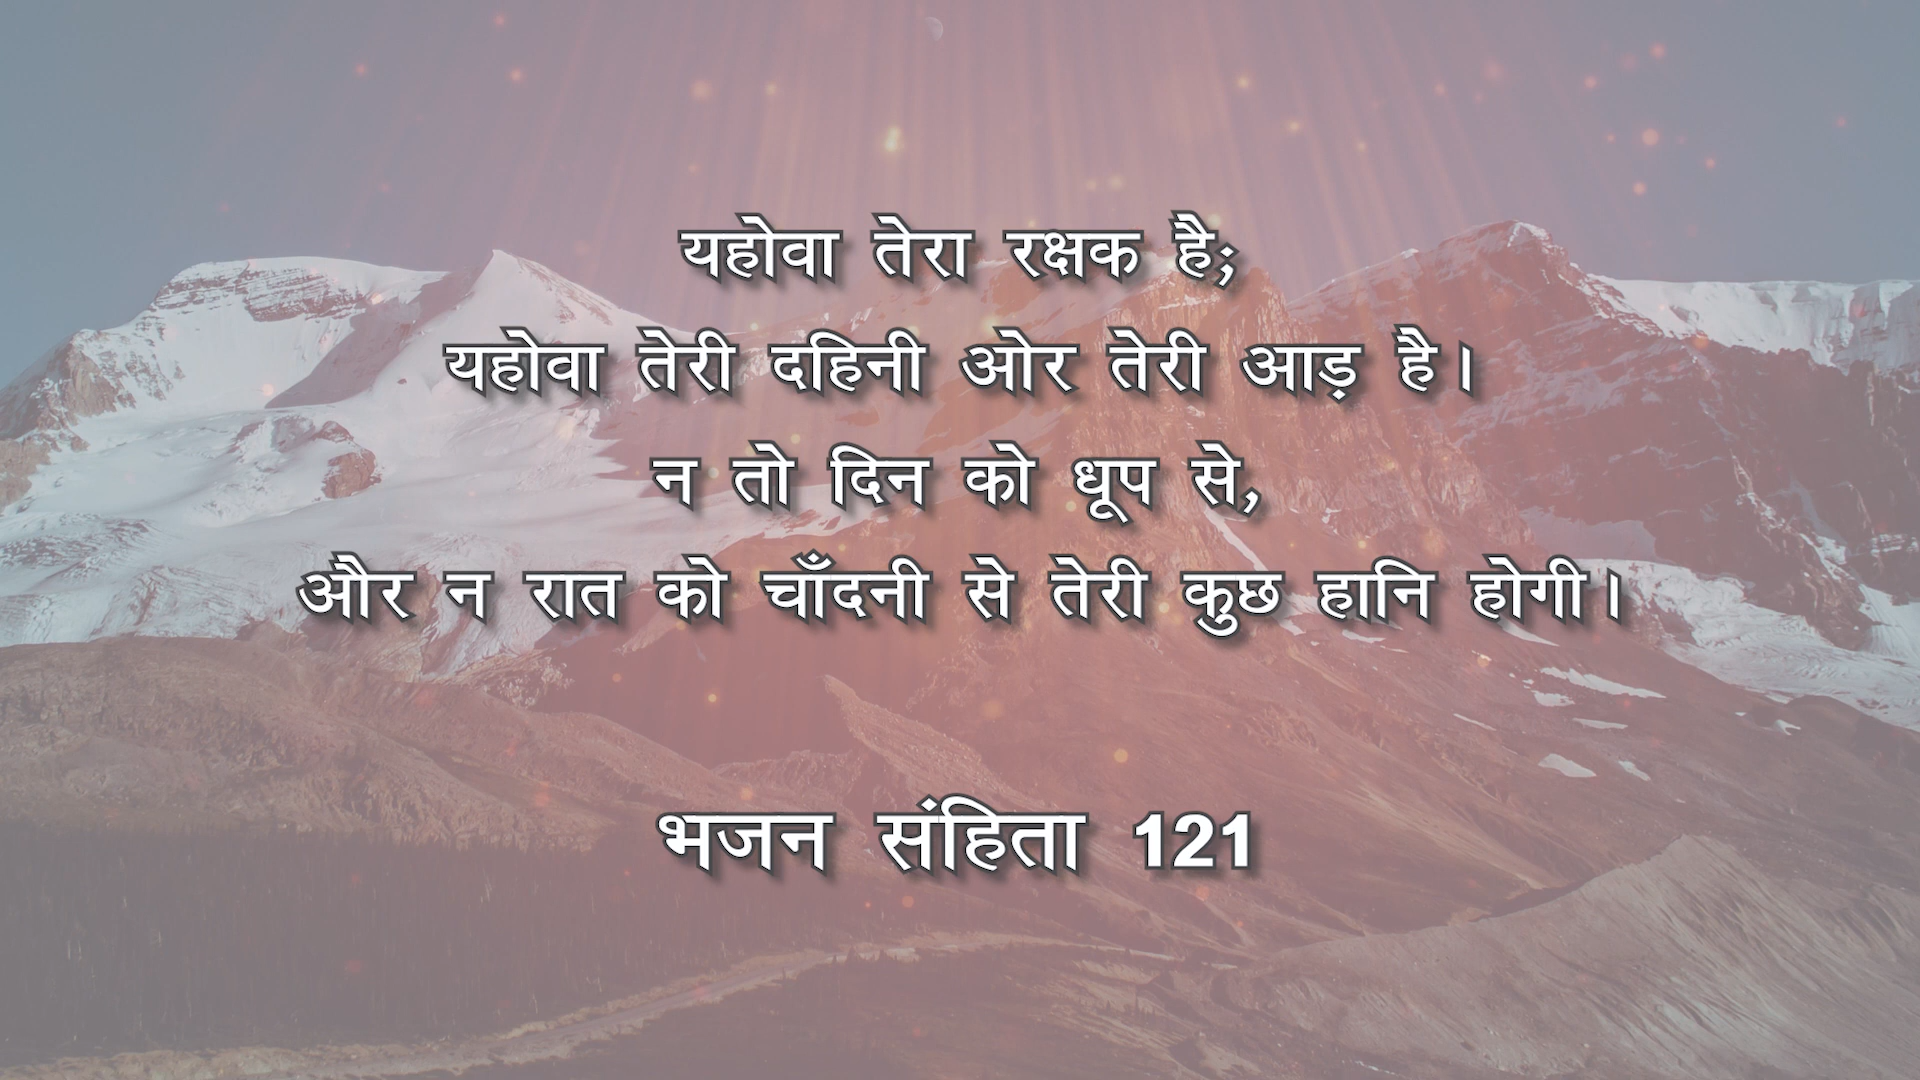 यहोवा तेरा रक्षक है;
यहोवा तेरी दहिनी ओर तेरी आड़ है।
न तो दिन को धूप से,
और न रात को चाँदनी से तेरी कुछ हानि होगी।
भजन संहिता 121